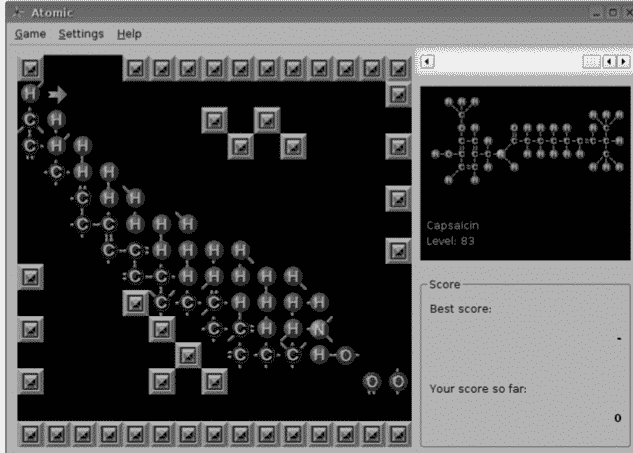 Atomic
Game Settings Help
H
C H
C H H
C H H
C H H
C C H H H
C C H H H H
C C H H H H H
C C C H H H H
C C H H N
C C C H O
O O
Capsaicin
Level: 83
Score
Best score:
-
Your score so far:
0